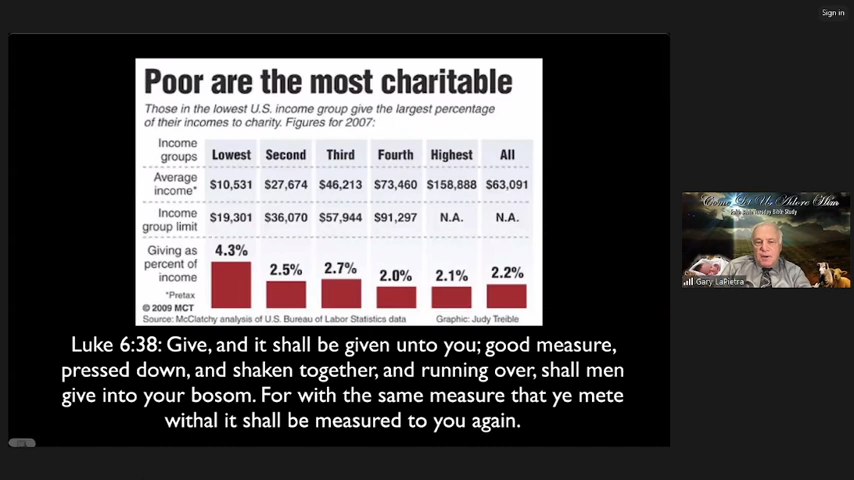 Sign in
Poor are the most charitable
Those in the lowest U.S. income group give the largest percentage
of their incomes to charity. Figures for 2007:
Income groups Lowest Second Third Fourth Highest All
Average income* $10,531 $27,674 $46,213 $73,460 $158,888 $63,091
Income group limit $19,301 $36,070 $57,944 $91,297 N.A. N.A.
Giving as percent of income 4.3% 2.5% 2.7% 2.0% 2.1% 2.2%
*Pretax
© 2009 MCT
Source: McClatchy analysis of U.S. Bureau of Labor Statistics data Graphic: Judy Treible
Luke 6:38: Give, and it shall be given unto you; good measure,
pressed down, and shaken together, and running over, shall men
give into your bosom. For with the same measure that ye mete
withal it shall be measured to you again.
Come Let Us Adore Him
Bible Study
Gary LaPietra